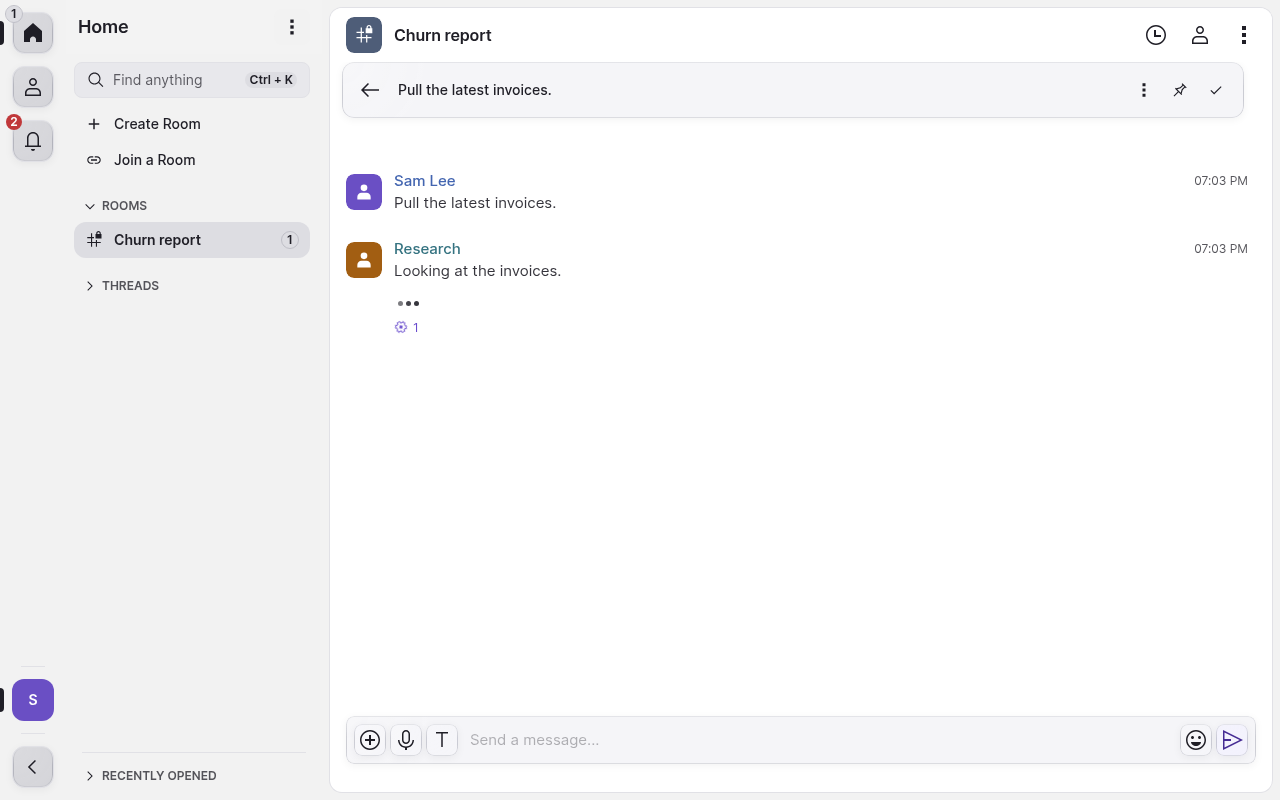 1
Home
Find anything
Ctrl + K
2
Create Room
Join a Room
ROOMS
Churn report
1
THREADS
S
RECENTLY OPENED
Churn report
Pull the latest invoices.
Sam Lee
07:03 PM
Pull the latest invoices.
Research
07:03 PM
Looking at the invoices.
1
T
Send a message...